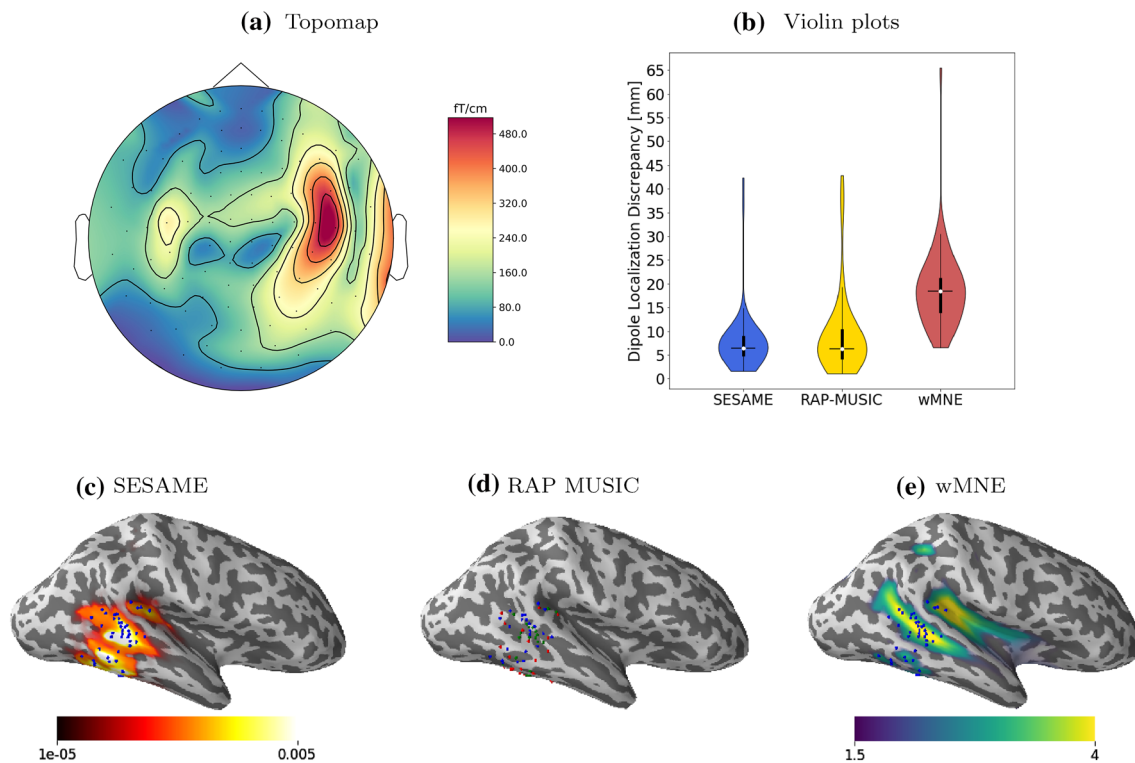 (a) Topomap
fT/cm
480.0
400.0
320.0
240.0
160.0
80.0
0.0
(b) Violin plots
Dipole Localization Discrepancy [mm]
65
60
55
50
45
40
35
30
25
20
15
10
5
0
SESAME RAP-MUSIC wMNE
(c) SESAME
1e-05 0.005
(d) RAP MUSIC
(e) wMNE
1.5 4